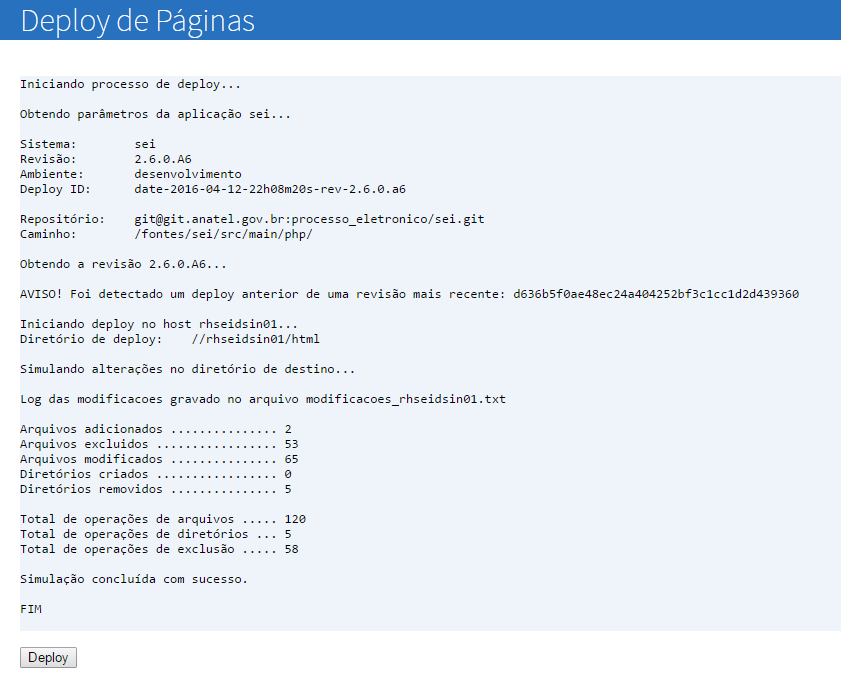 Deploy de Páginas
Iniciando processo de deploy...
Obtendo parâmetros da aplicação sei...
Sistema: sei
Revisão: 2.6.0.A6
Ambiente: desenvolvimento
Deploy ID: date-2016-04-12-22h08m20s-rev-2.6.0.a6
Repositório: git@git.anatel.gov.br:processo_eletronico/sei.git
Caminho: /fontes/sei/src/main/php/
Obtendo a revisão 2.6.0.A6...
AVISO! Foi detectado um deploy anterior de uma revisão mais recente: d636b5f0ae48ec24a404252bf3c1cc1d2d439360
Iniciando deploy no host rhseidsin01...
Diretório de deploy: //rhseidsin01/html
Simulando alterações no diretório de destino...
Log das modificacoes gravado no arquivo modificacoes_rhseidsin01.txt
Arquivos adicionados ............... 2
Arquivos excluidos ................. 53
Arquivos modificados ............... 65
Diretórios criados ................. 0
Diretórios removidos ............... 5
Total de operações de arquivos ..... 120
Total de operações de diretórios ... 5
Total de operações de exclusão ..... 58
Simulação concluída com sucesso.
FIM
Deploy